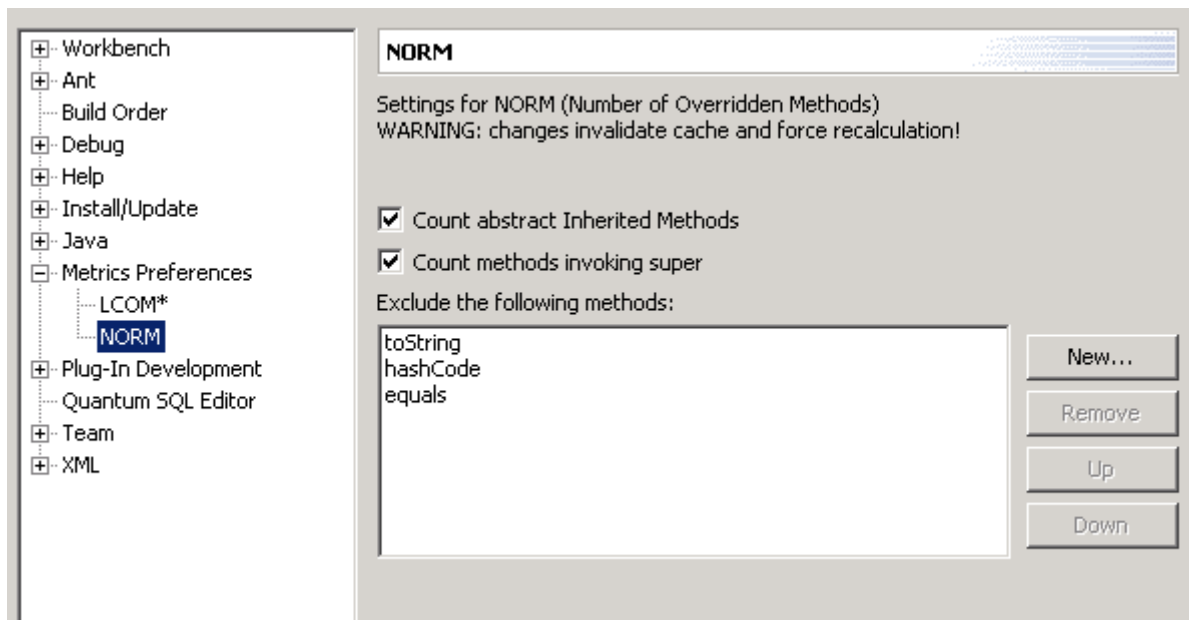 Workbench
Ant
Build Order
Debug
Help
Install/Update
Java
Metrics Preferences
LCOM*
NORM
Plug-In Development
Quantum SQL Editor
Team
XML
NORM
Settings for NORM (Number of Overridden Methods)
WARNING: changes invalidate cache and force recalculation!
Count abstract Inherited Methods
Count methods invoking super
Exclude the following methods:
toString
hashCode
equals
New...
Remove
Up
Down